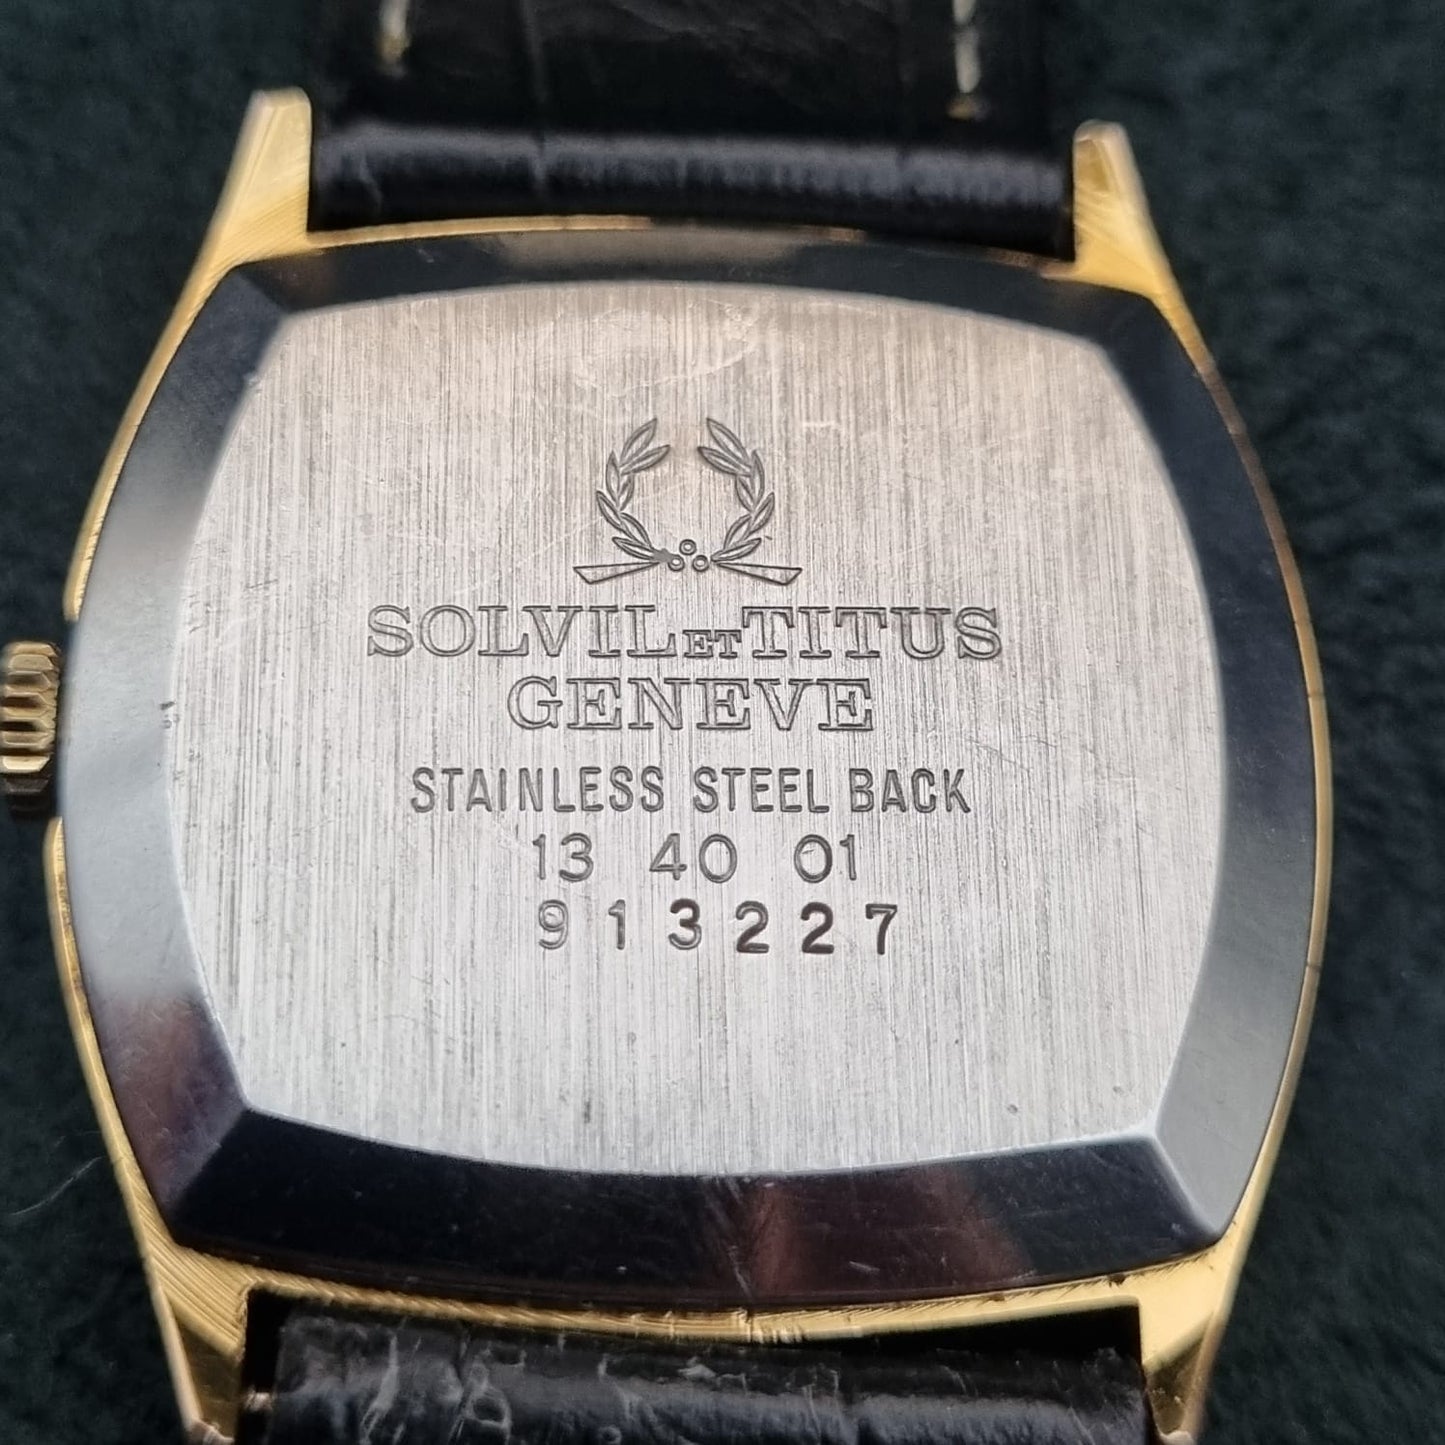 SOLVIL ET TITUS
GENEVE
STAINLESS STEEL BACK
13 40 01
913227